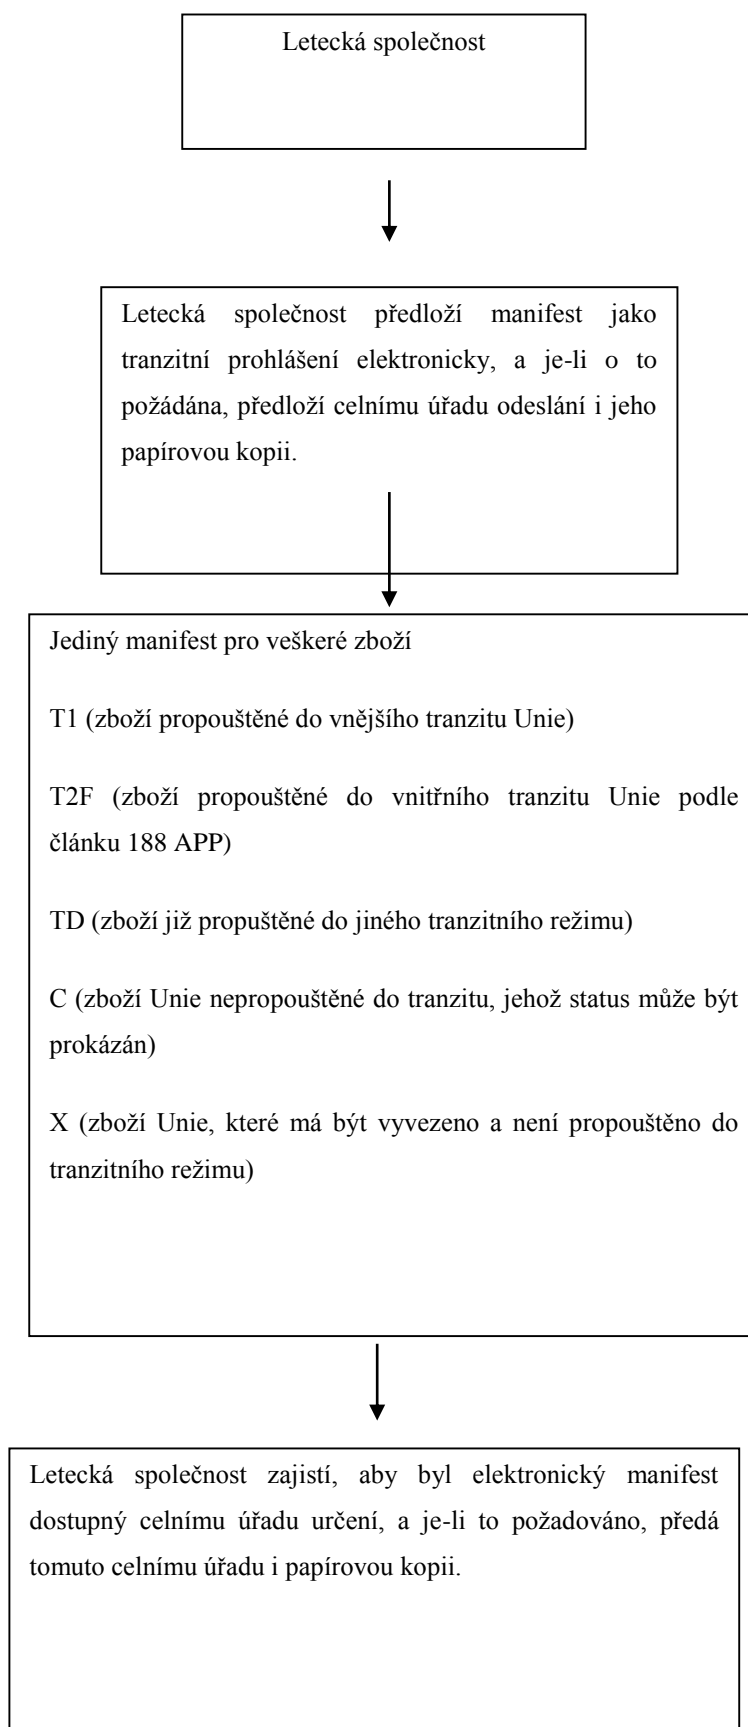 Letecká společnost
Letecká společnost předloží manifest jako
tranzitní prohlášení elektronicky, a je-li o to
požádána, předloží celnímu úřadu odeslání i jeho
papírovou kopii.
Jediný manifest pro veškeré zboží
T1 (zboží propouštěné do vnějšího tranzitu Unie)
T2F (zboží propouštěné do vnitřního tranzitu Unie podle
článku 188 APP)
TD (zboží již propuštěné do jiného tranzitního režimu)
C (zboží Unie nepropouštěné do tranzitu, jehož status může být
prokázán)
X (zboží Unie, které má být vyvezeno a není propouštěno do
tranzitního režimu)
Letecká společnost zajistí, aby byl elektronický manifest
dostupný celnímu úřadu určení, a je-li to požadováno, předá
tomuto celnímu úřadu i papírovou kopii.